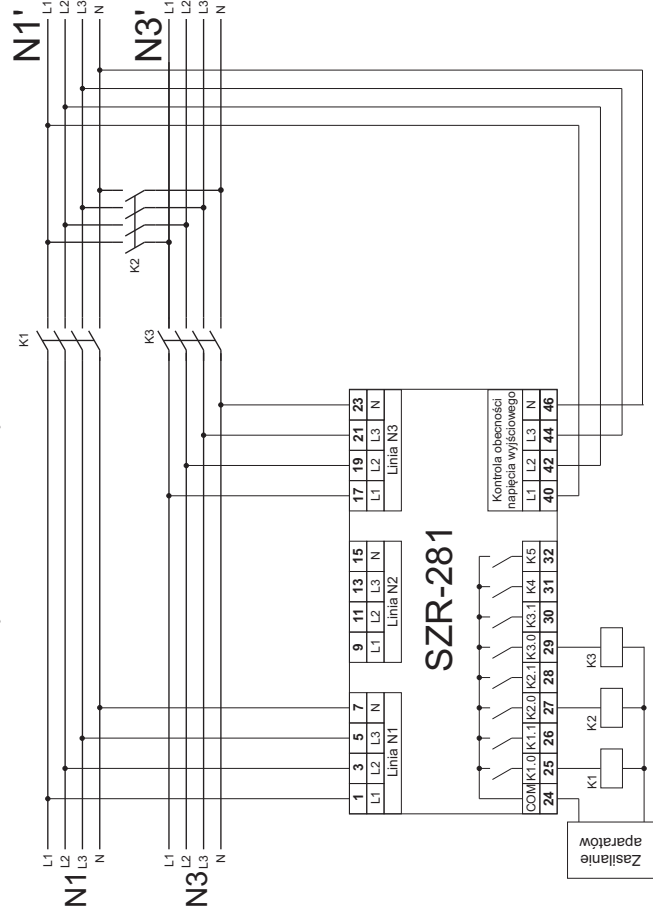 N1'
L1
L2
L3
N
N3'
L1
L2
L3
N
K1
K2
K3
N1
L1
L2
L3
N
N3
L1
L2
L3
N
1 3 5 7
L1 L2 L3 N
Linia N1
9 11 13 15
L1 L2 L3 N
Linia N2
17 19 21 23
L1 L2 L3 N
Linia N3
SZR-281
Kontrola obecności
napięcia wyjściowego
L1 L2 L3 N
40 42 44 46
COM K1.0 K1.1 K2.0 K2.1 K3.0 K3.1 K4 K5
24 25 26 27 28 29 30 31 32
K1
K2
K3
Zasilanie
aparatów